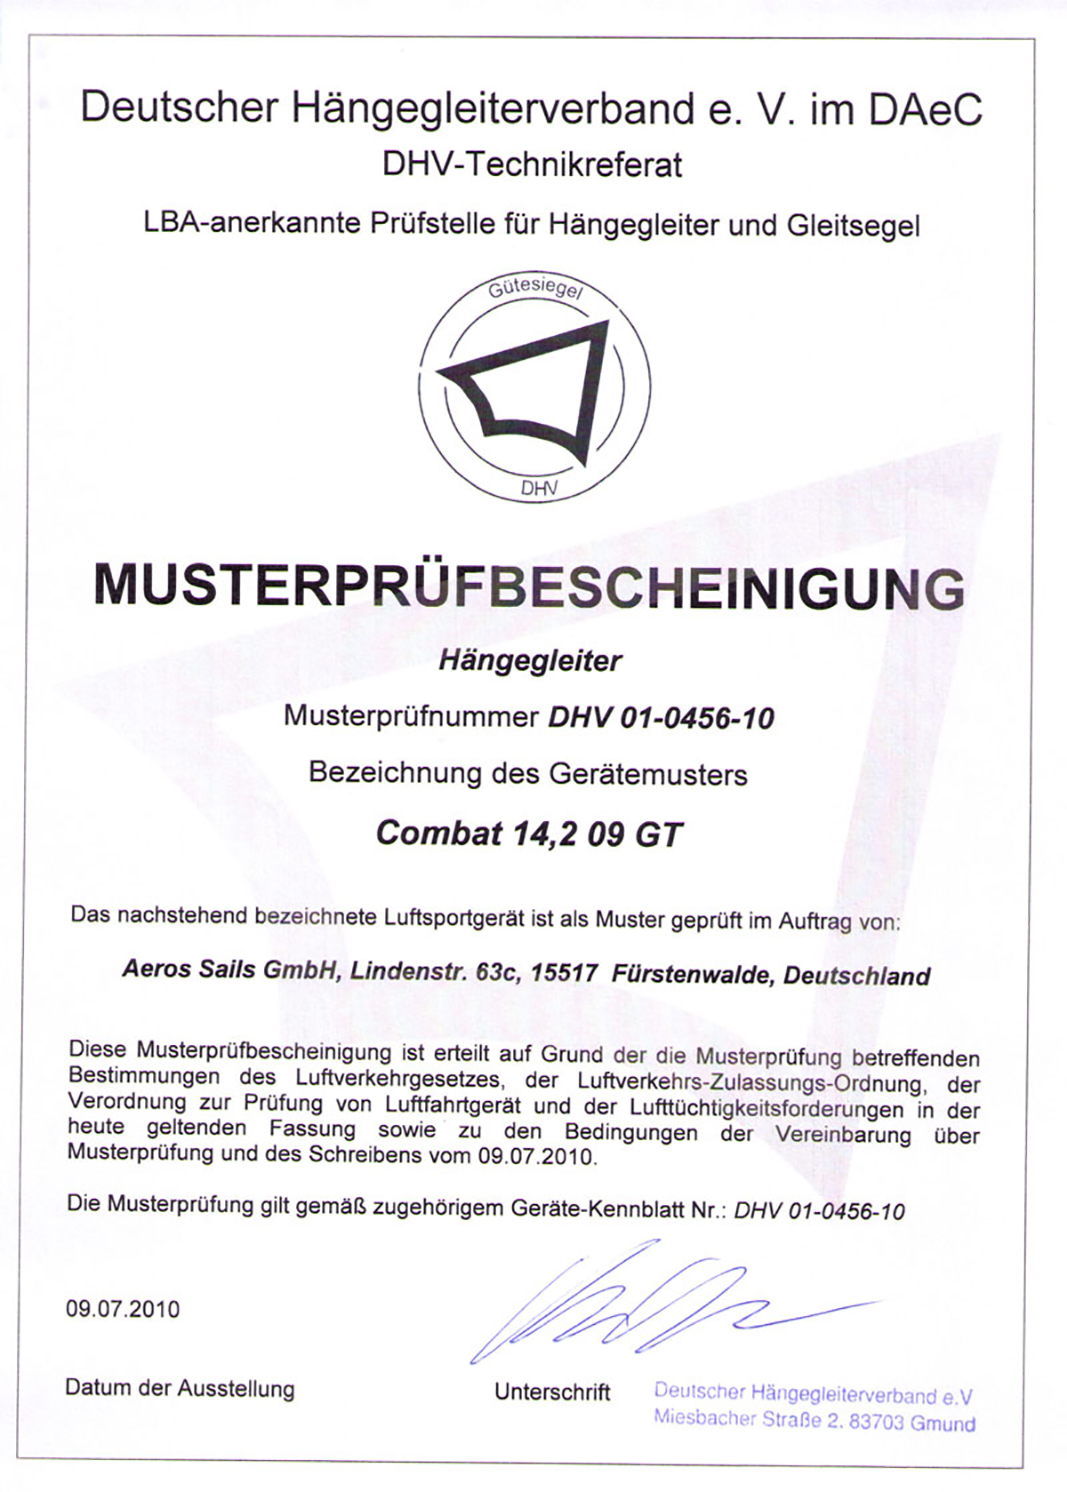 Deutscher Hängegleiterverband e. V. im DAeC
DHV-Technikreferat
LBA-anerkannte Prüfstelle für Hängegleiter und Gleitsegel
Gütesiegel
DHV
MUSTERPRÜFBESCHEINIGUNG
Hängegleiter
Musterprüfnummer DHV 01-0456-10
Bezeichnung des Gerätemusters
Combat 14,2 09 GT
Das nachstehend bezeichnete Luftsportgerät ist als Muster geprüft im Auftrag von:
Aeros Sails GmbH, Lindenstr. 63c, 15517 Fürstenwalde, Deutschland
Diese Musterprüfbescheinigung ist erteilt auf Grund der die Musterprüfung betreffenden
Bestimmungen des Luftverkehrgesetzes, der Luftverkehrs-Zulassungs-Ordnung, der
Verordnung zur Prüfung von Luftfahrtgerät und der Lufttüchtigkeitsforderungen in der
heute geltenden Fassung sowie zu den Bedingungen der Vereinbarung über
Musterprüfung und des Schreibens vom 09.07.2010.
Die Musterprüfung gilt gemäß zugehörigem Geräte-Kennblatt Nr.: DHV 01-0456-10
09.07.2010
Datum der Ausstellung
Unterschrift
Deutscher Hängegleiterverband e.V
Miesbacher Straße 2. 83703 Gmund